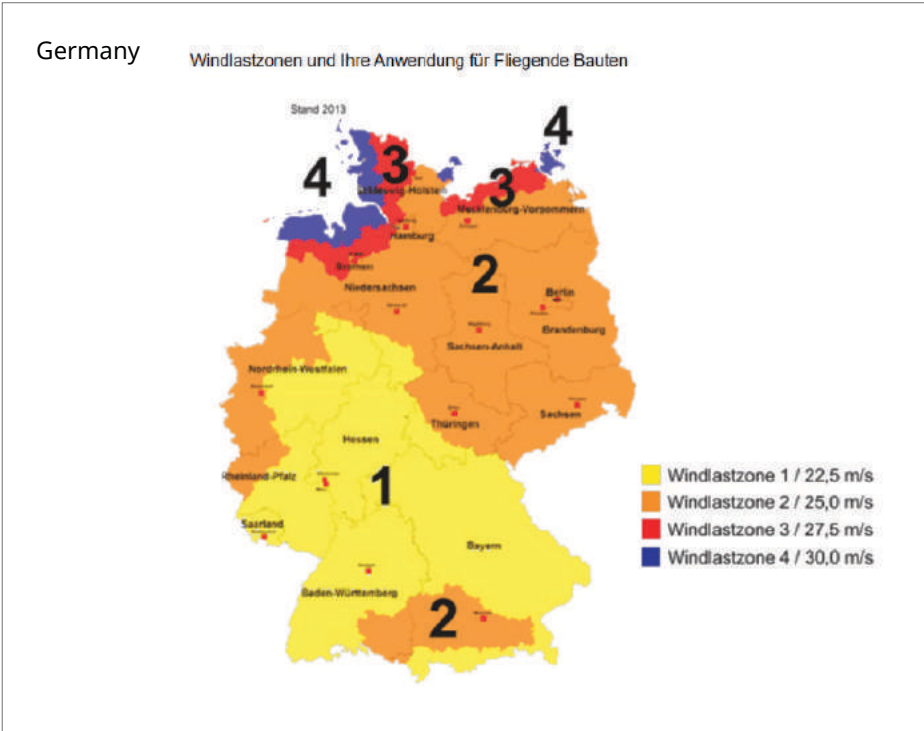 Germany
Windlastzonen und Ihre Anwendung für Fliegende Bauten
Stand 2013
4
4
3
3
Schleswig-Holstein
Mecklenburg-Vorpommern
Hamburg
Bremen
2
Niedersachsen
Berlin
Brandenburg
Sachsen-Anhalt
Nordrhein-Westfalen
Sachsen
Thüringen
Hessen
Rheinland-Pfalz
1
Saarland
Bayern
Baden-Württemberg
2
Windlastzone 1 / 22,5 m/s
Windlastzone 2 / 25,0 m/s
Windlastzone 3 / 27,5 m/s
Windlastzone 4 / 30,0 m/s